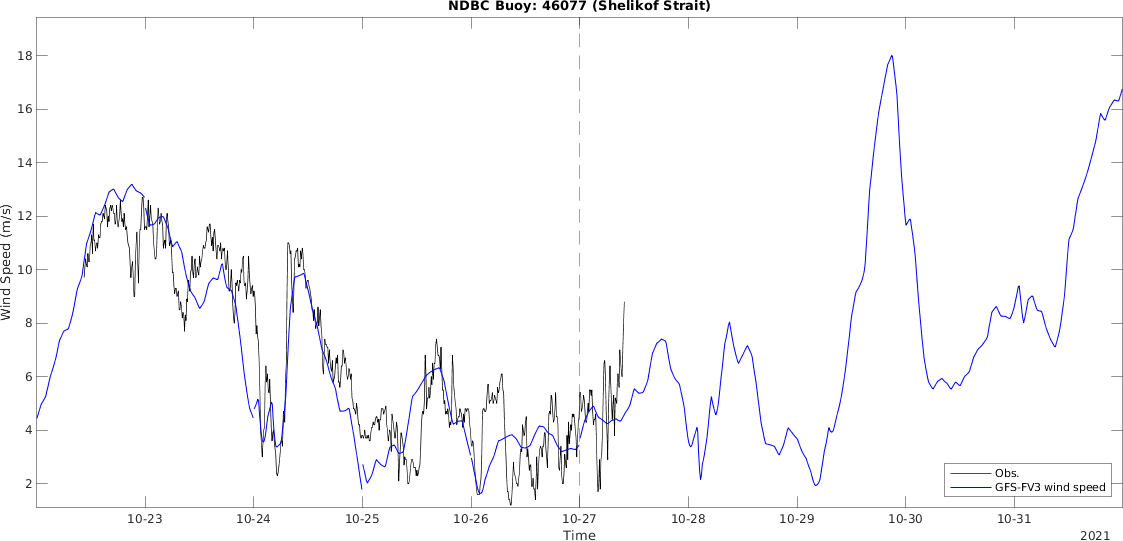 NDBC Buoy: 46077 (Shelikof Strait)
18
16
14
12
10
8
6
4
2
Wind Speed (m/s)
Obs.
GFS-FV3 wind speed
10-23 10-24 10-25 10-26 10-27 10-28 10-29 10-30 10-31
Time
2021